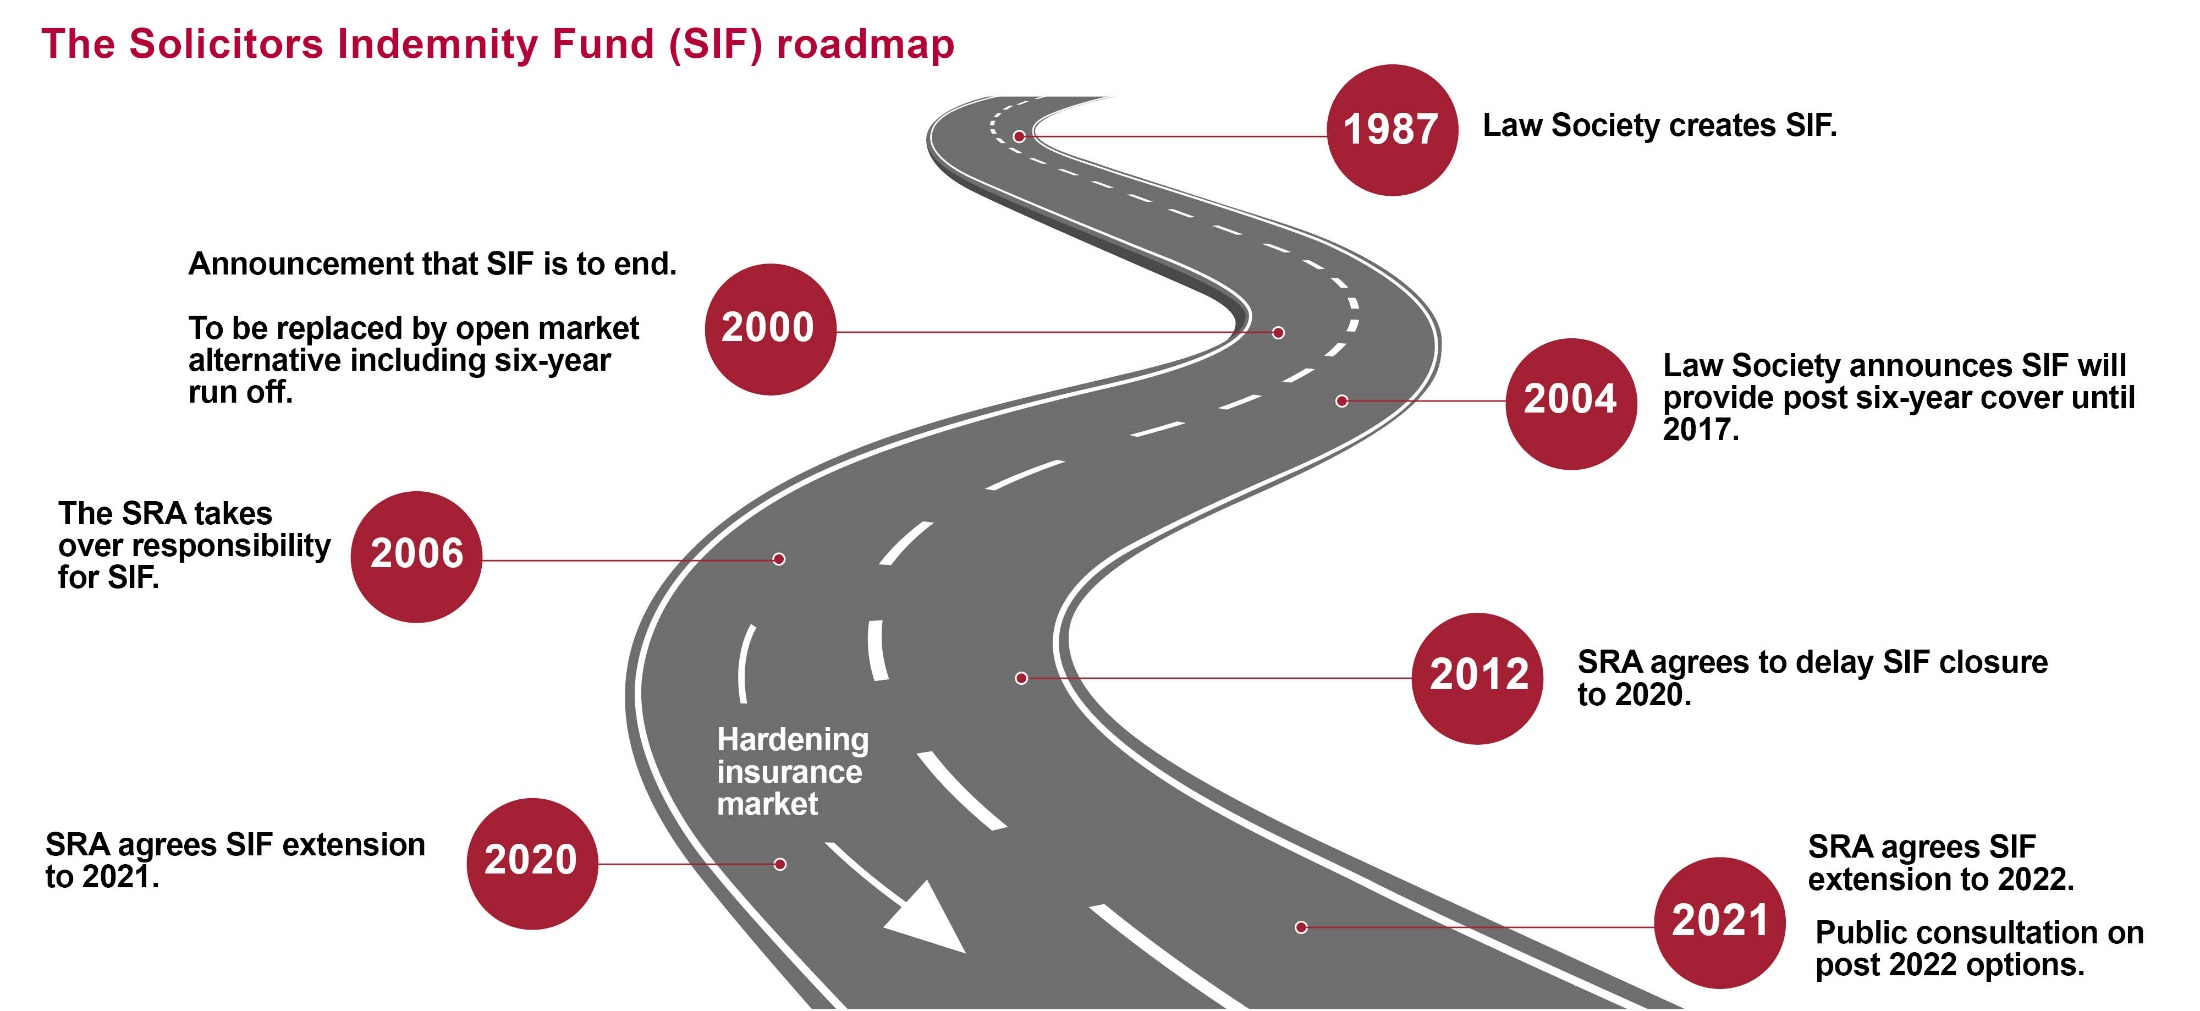 The Solicitors Indemnity Fund (SIF) roadmap
1987
Law Society creates SIF.
Announcement that SIF is to end.
To be replaced by open market
alternative including six-year
run off.
2000
2004
Law Society announces SIF will
provide post six-year cover until
2017.
The SRA takes
over responsibility
for SIF.
2006
2012
SRA agrees to delay SIF closure
to 2020.
Hardening
insurance
market
SRA agrees SIF extension
to 2021.
2020
2021
SRA agrees SIF
extension to 2022.
Public consultation on
post 2022 options.